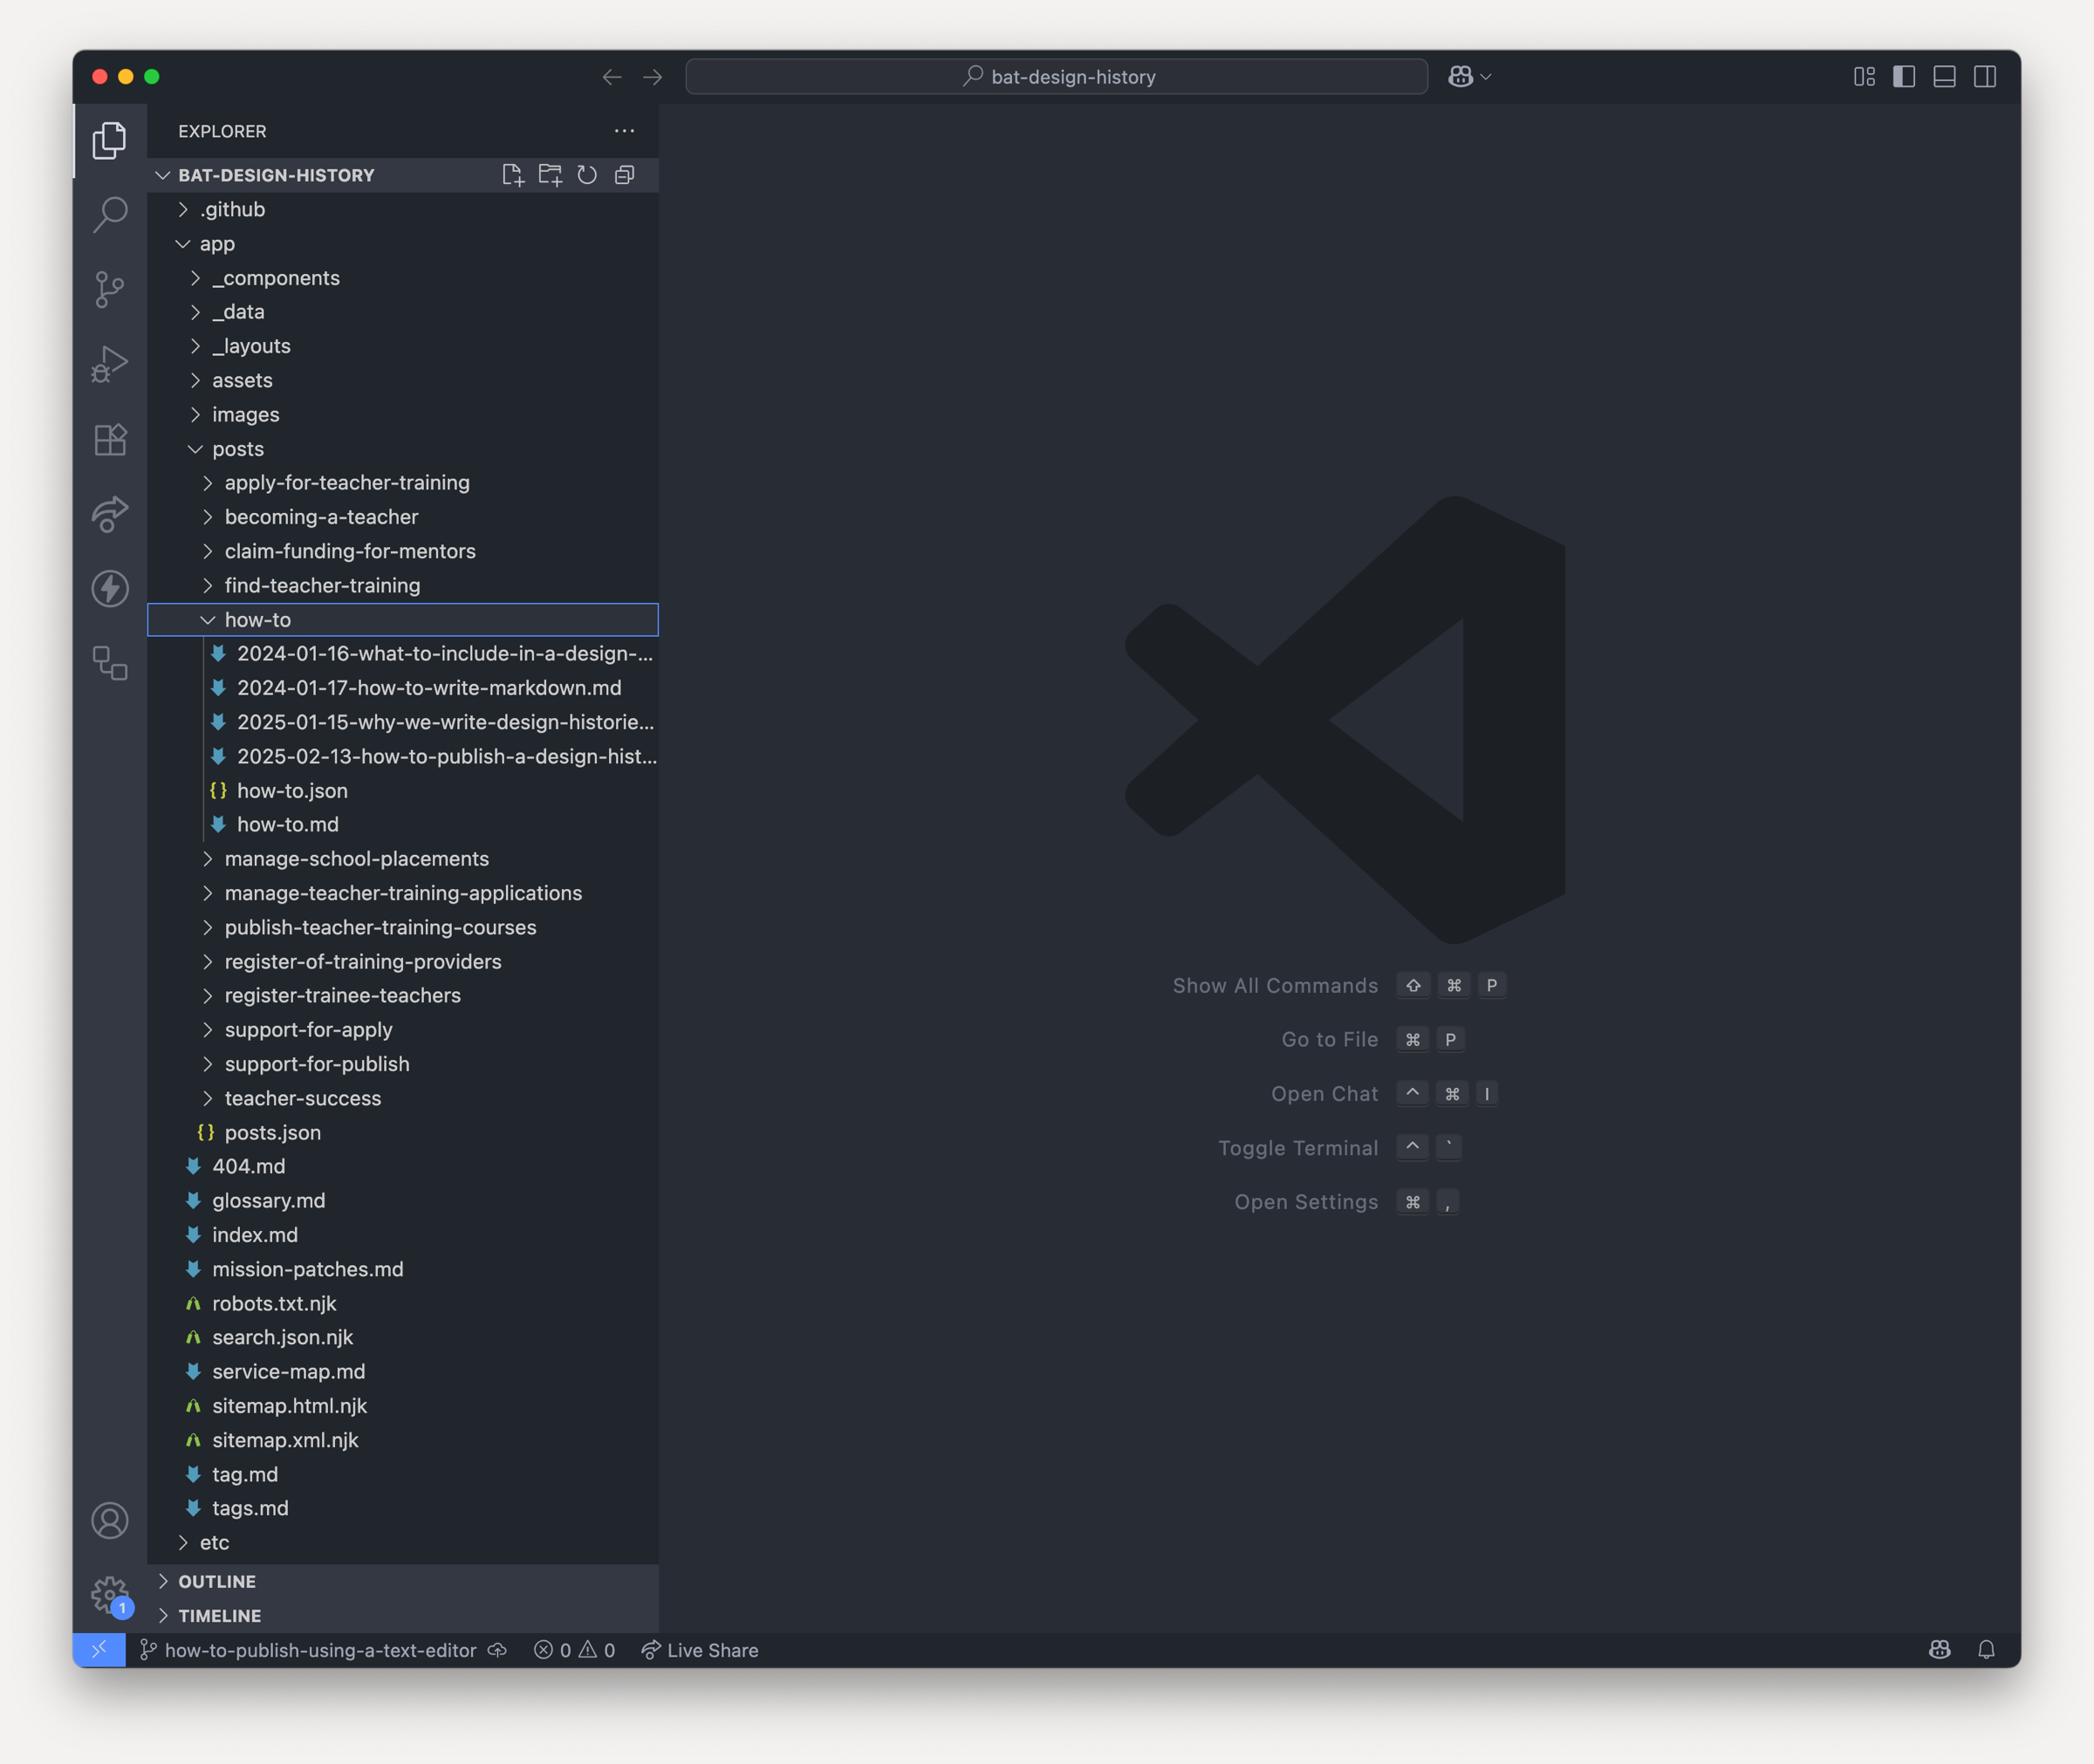 bat-design-history
EXPLORER
BAT-DESIGN-HISTORY
.github
app
_components
_data
_layouts
assets
images
posts
apply-for-teacher-training
becoming-a-teacher
claim-funding-for-mentors
find-teacher-training
how-to
2024-01-16-what-to-include-in-a-design-...
2024-01-17-how-to-write-markdown.md
2025-01-15-why-we-write-design-historie...
2025-02-13-how-to-publish-a-design-hist...
{} how-to.json
how-to.md
manage-school-placements
manage-teacher-training-applications
publish-teacher-training-courses
register-of-training-providers
register-trainee-teachers
support-for-apply
support-for-publish
teacher-success
{} posts.json
404.md
glossary.md
index.md
mission-patches.md
robots.txt.njk
search.json.njk
service-map.md
sitemap.html.njk
sitemap.xml.njk
tag.md
tags.md
etc
OUTLINE
1
TIMELINE
Show All Commands ⇧ ⌘ P
Go to File ⌘ P
Open Chat ^ ⌘ I
Toggle Terminal ^ `
Open Settings ⌘ ,
how-to-publish-using-a-text-editor 0 0 Live Share